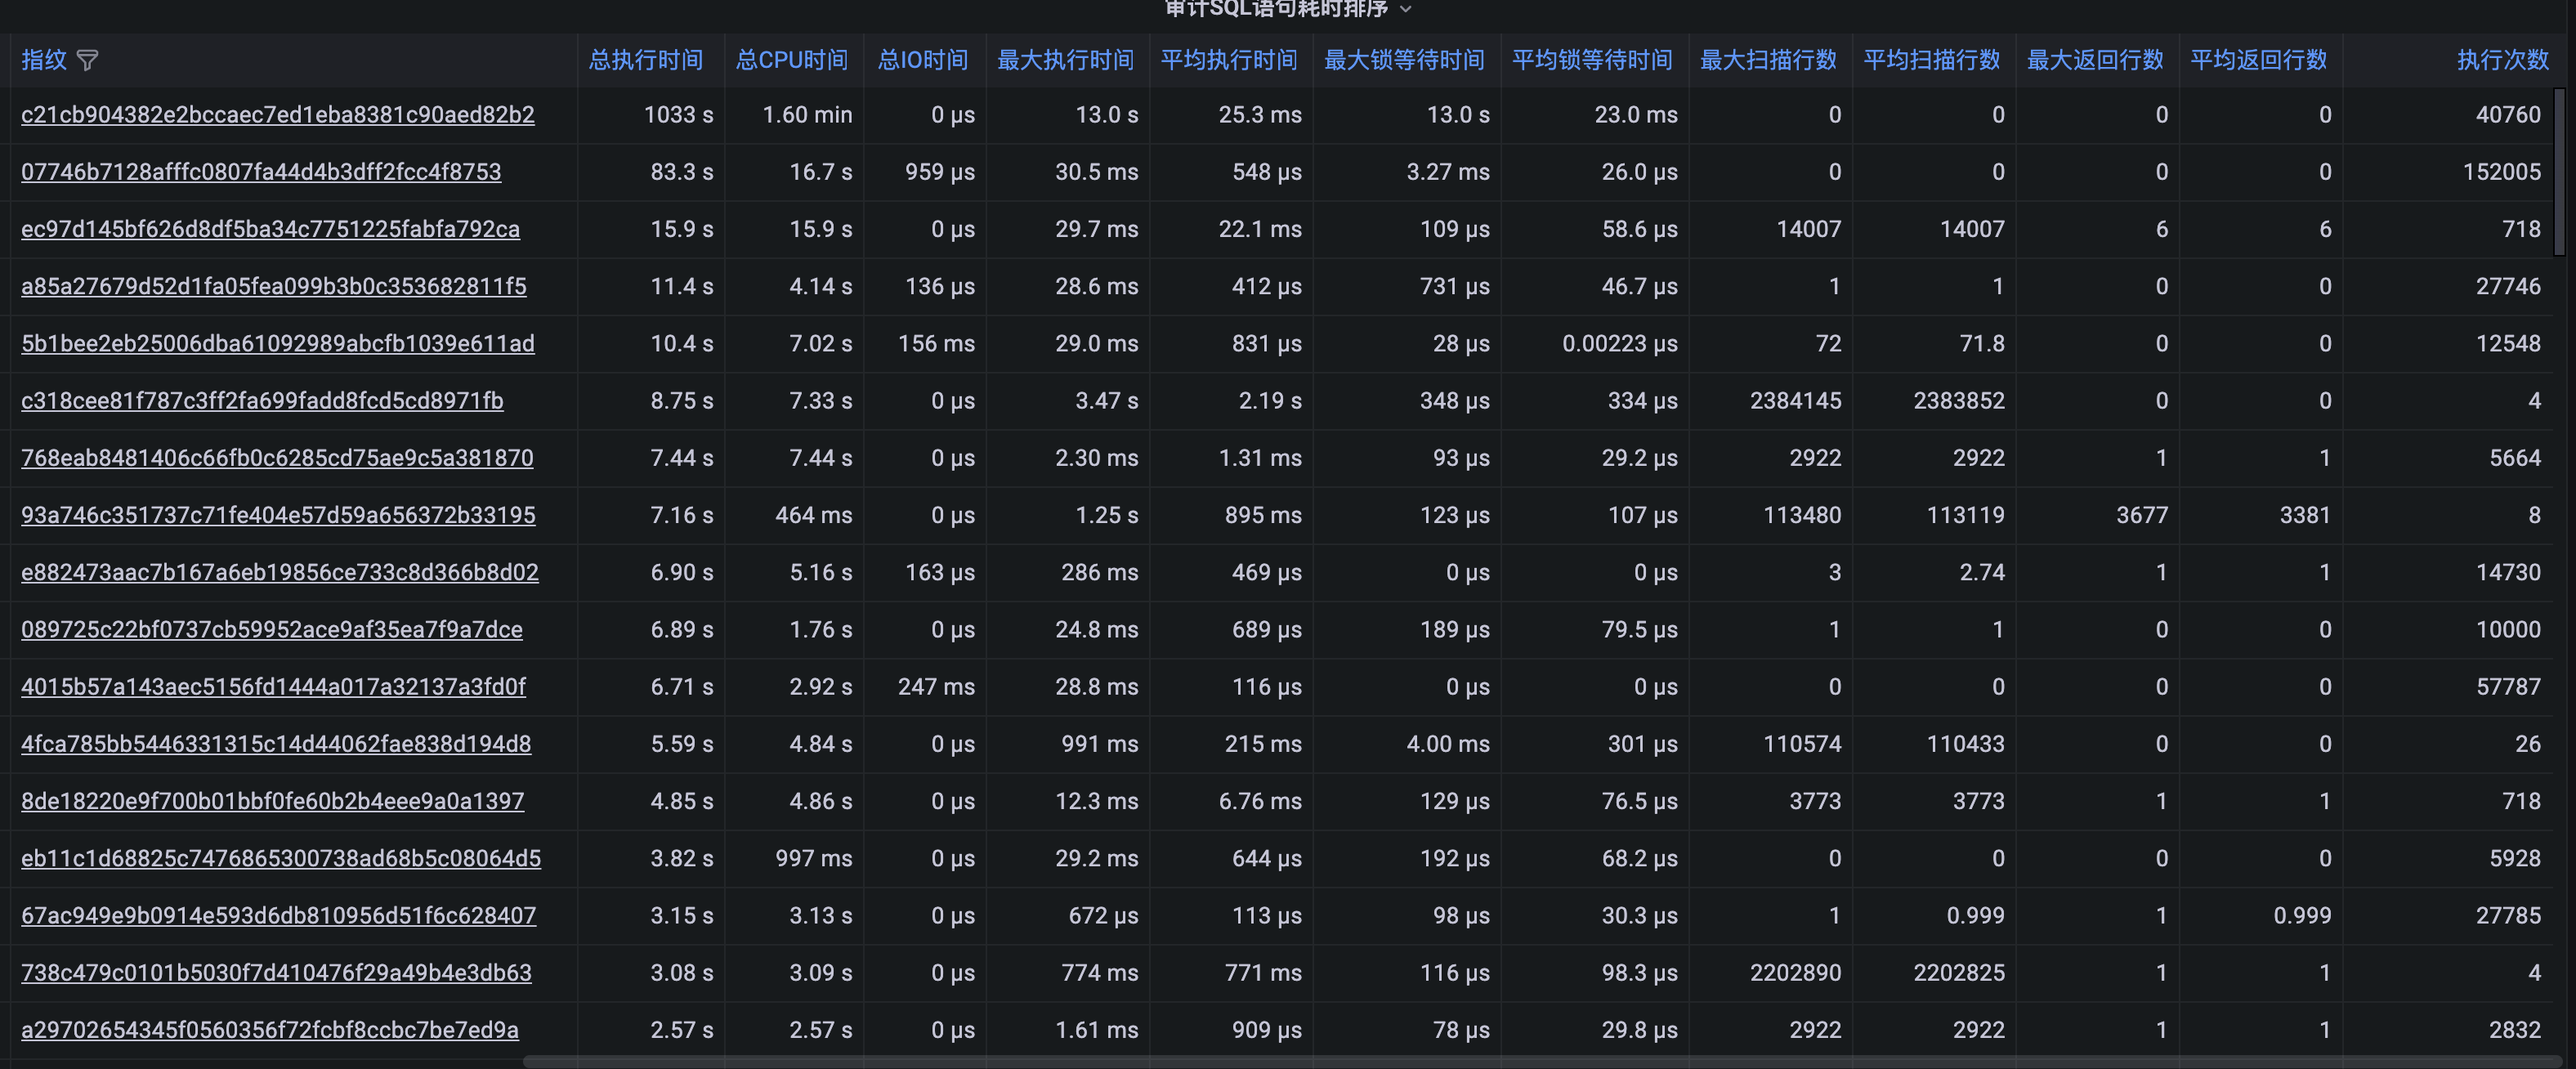 审计SQL语句耗时排序
指纹 总执行时间 总CPU时间 总IO时间 最大执行时间 平均执行时间 最大锁等待时间 平均锁等待时间 最大扫描行数 平均扫描行数 最大返回行数 平均返回行数 执行次数
c21cb904382e2bccaec7ed1eba8381c90aed82b2 1033 s 1.60 min 0 µs 13.0 s 25.3 ms 13.0 s 23.0 ms 0 0 0 0 40760
07746b7128afffc0807fa44d4b3dff2fcc4f8753 83.3 s 16.7 s 959 µs 30.5 ms 548 µs 3.27 ms 26.0 µs 0 0 0 0 152005
ec97d145bf626d8df5ba34c7751225fabfa792ca 15.9 s 15.9 s 0 µs 29.7 ms 22.1 ms 109 µs 58.6 µs 14007 14007 6 6 718
a85a27679d52d1fa05fea099b3b0c353682811f5 11.4 s 4.14 s 136 µs 28.6 ms 412 µs 731 µs 46.7 µs 1 1 0 0 27746
5b1bee2eb25006dba61092989abcfb1039e611ad 10.4 s 7.02 s 156 ms 29.0 ms 831 µs 28 µs 0.00223 µs 72 71.8 0 0 12548
c318cee81f787c3ff2fa699fadd8fcd5cd8971fb 8.75 s 7.33 s 0 µs 3.47 s 2.19 s 348 µs 334 µs 2384145 2383852 0 0 4
768eab8481406c66fb0c6285cd75ae9c5a381870 7.44 s 7.44 s 0 µs 2.30 ms 1.31 ms 93 µs 29.2 µs 2922 2922 1 1 5664
93a746c351737c71fe404e57d59a656372b33195 7.16 s 464 ms 0 µs 1.25 s 895 ms 123 µs 107 µs 113480 113119 3677 3381 8
e882473aac7b167a6eb19856ce733c8d366b8d02 6.90 s 5.16 s 163 µs 286 ms 469 µs 0 µs 0 µs 3 2.74 1 1 14730
089725c22bf0737cb59952ace9af35ea7f9a7dce 6.89 s 1.76 s 0 µs 24.8 ms 689 µs 189 µs 79.5 µs 1 1 0 0 10000
4015b57a143aec5156fd1444a017a32137a3fd0f 6.71 s 2.92 s 247 ms 28.8 ms 116 µs 0 µs 0 µs 0 0 0 0 57787
4fca785bb5446331315c14d44062fae838d194d8 5.59 s 4.84 s 0 µs 991 ms 215 ms 4.00 ms 301 µs 110574 110433 0 0 26
8de18220e9f700b01bbf0fe60b2b4eee9a0a1397 4.85 s 4.86 s 0 µs 12.3 ms 6.76 ms 129 µs 76.5 µs 3773 3773 1 1 718
eb11c1d68825c7476865300738ad68b5c08064d5 3.82 s 997 ms 0 µs 29.2 ms 644 µs 192 µs 68.2 µs 0 0 0 0 5928
67ac949e9b0914e593d6db810956d51f6c628407 3.15 s 3.13 s 0 µs 672 µs 113 µs 98 µs 30.3 µs 1 0.999 1 0.999 27785
738c479c0101b5030f7d410476f29a49b4e3db63 3.08 s 3.09 s 0 µs 774 ms 771 ms 116 µs 98.3 µs 2202890 2202825 1 1 4
a29702654345f0560356f72fcbf8ccbc7be7ed9a 2.57 s 2.57 s 0 µs 1.61 ms 909 µs 78 µs 29.8 µs 2922 2922 1 1 2832